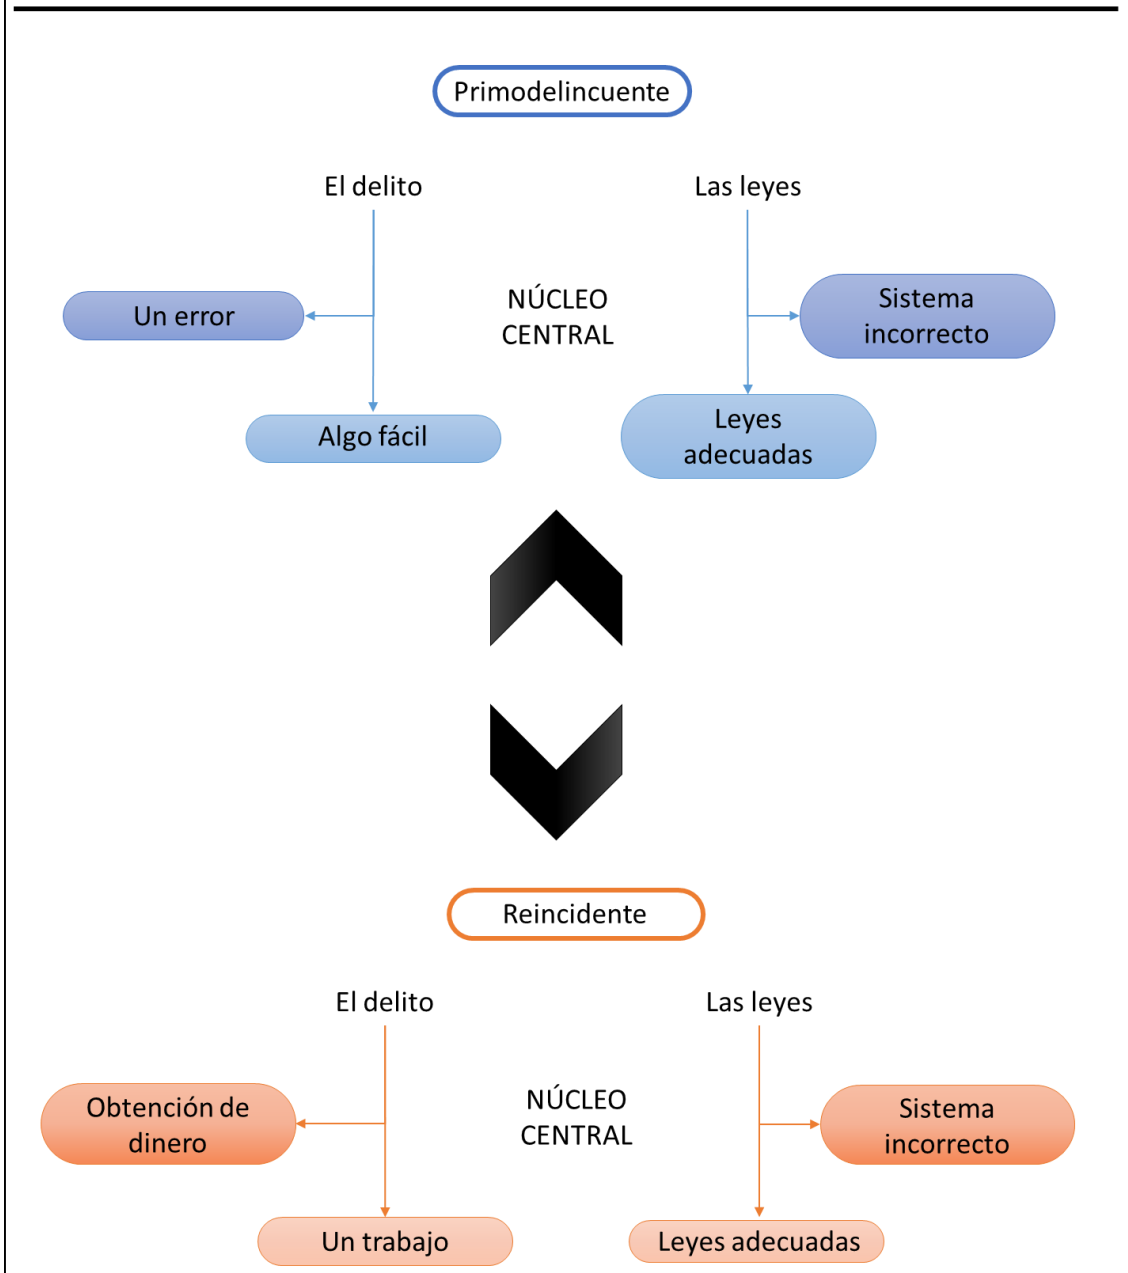 Primodelincuente
El delito
Las leyes
Un error
NÚCLEO
CENTRAL
Sistema
incorrecto
Algo fácil
Leyes
adecuadas
Reincidente
El delito
Las leyes
Obtención de
dinero
NÚCLEO
CENTRAL
Sistema
incorrecto
Un trabajo
Leyes adecuadas